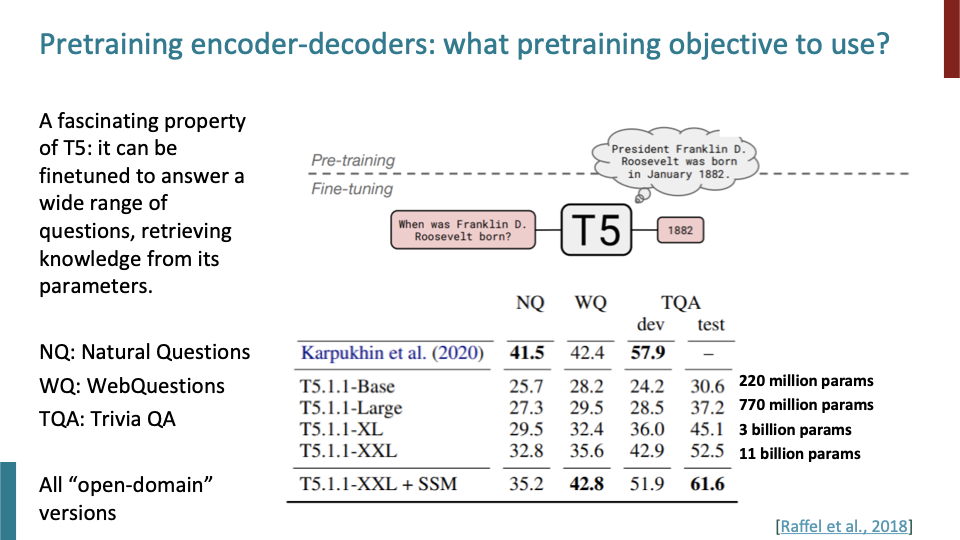 Pretraining encoder-decoders: what pretraining objective to use?
A fascinating property
of T5: it can be
finetuned to answer a
wide range of
questions, retrieving
knowledge from its
parameters.
NQ: Natural Questions
WQ: WebQuestions
TQA: Trivia QA
All “open-domain”
versions
Pre-training
Fine-tuning
President Franklin D.
Roosevelt was born
in January 1882.
When was Franklin D.
Roosevelt born?
T5
1882
NQ WQ TQA
dev test
Karpukhin et al. (2020) 41.5 42.4 57.9 –
T5.1.1-Base 25.7 28.2 24.2 30.6 220 million params
T5.1.1-Large 27.3 29.5 28.5 37.2 770 million params
T5.1.1-XL 29.5 32.4 36.0 45.1 3 billion params
T5.1.1-XXL 32.8 35.6 42.9 52.5 11 billion params
T5.1.1-XXL + SSM 35.2 42.8 51.9 61.6
[Raffel et al., 2018]